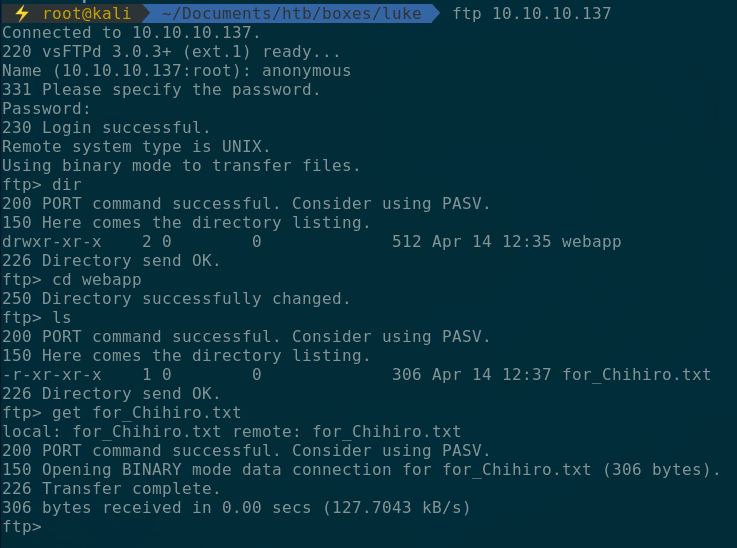 ⚡ root@kali ~/Documents/htb/boxes/luke ftp 10.10.10.137
Connected to 10.10.10.137.
220 vsFTPd 3.0.3+ (ext.1) ready...
Name (10.10.10.137:root): anonymous
331 Please specify the password.
Password:
230 Login successful.
Remote system type is UNIX.
Using binary mode to transfer files.
ftp> dir
200 PORT command successful. Consider using PASV.
150 Here comes the directory listing.
drwxr-xr-x    2 0        0             512 Apr 14 12:35 webapp
226 Directory send OK.
ftp> cd webapp
250 Directory successfully changed.
ftp> ls
200 PORT command successful. Consider using PASV.
150 Here comes the directory listing.
-r-xr-xr-x    1 0        0             306 Apr 14 12:37 for_Chihiro.txt
226 Directory send OK.
ftp> get for_Chihiro.txt
local: for_Chihiro.txt remote: for_Chihiro.txt
200 PORT command successful. Consider using PASV.
150 Opening BINARY mode data connection for for_Chihiro.txt (306 bytes).
226 Transfer complete.
306 bytes received in 0.00 secs (127.7043 kB/s)
ftp>